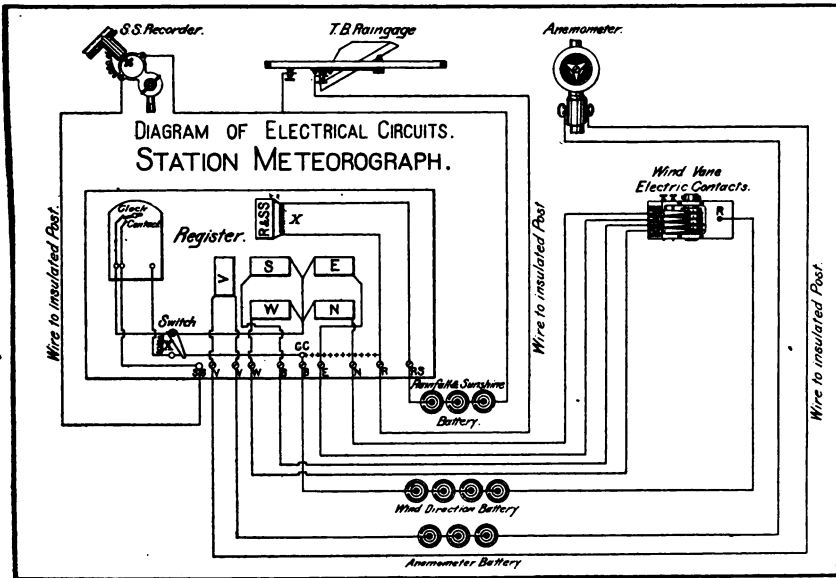 S.S. Recorder.
T.B. Raingage
Anemometer.
DIAGRAM OF ELECTRICAL CIRCUITS.
STATION METEOROGRAPH.
Wind Vane
Electric Contacts.
R
Clock
Contact
Register.
R&SS
X
V
S
E
W
N
Switch
CC
SS
V
V
W
S
B
E
N
R
RS
Wire to insulated Post.
Wire to insulated Post
Wire to insulated Post.
Rainfall & Sunshine
Battery.
Wind Direction Battery
Anemometer Battery